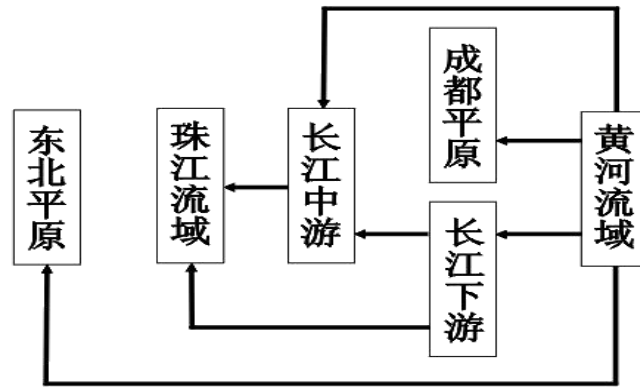 东北平原
珠江流域
长江中游
成都平原
长江下游
黄河流域